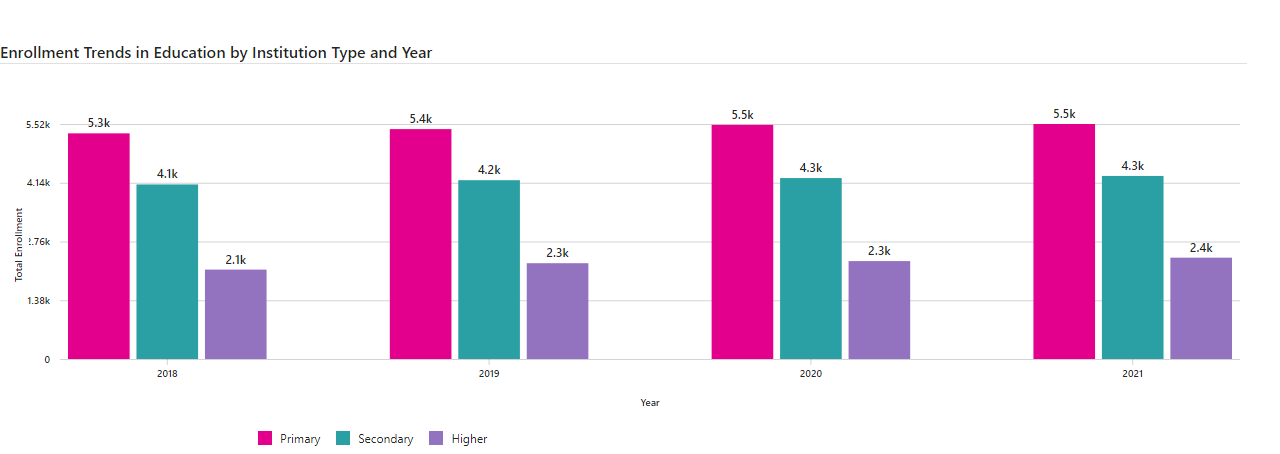 Enrollment Trends in Education by Institution Type and Year
5.3k 5.4k 5.5k 5.5k
5.52k
4.1k 4.2k 4.3k 4.3k
4.14k
2.1k 2.3k 2.3k 2.4k
2.76k
1.38k
0
Total Enrollment
2018 2019 2020 2021
Year
Primary Secondary Higher